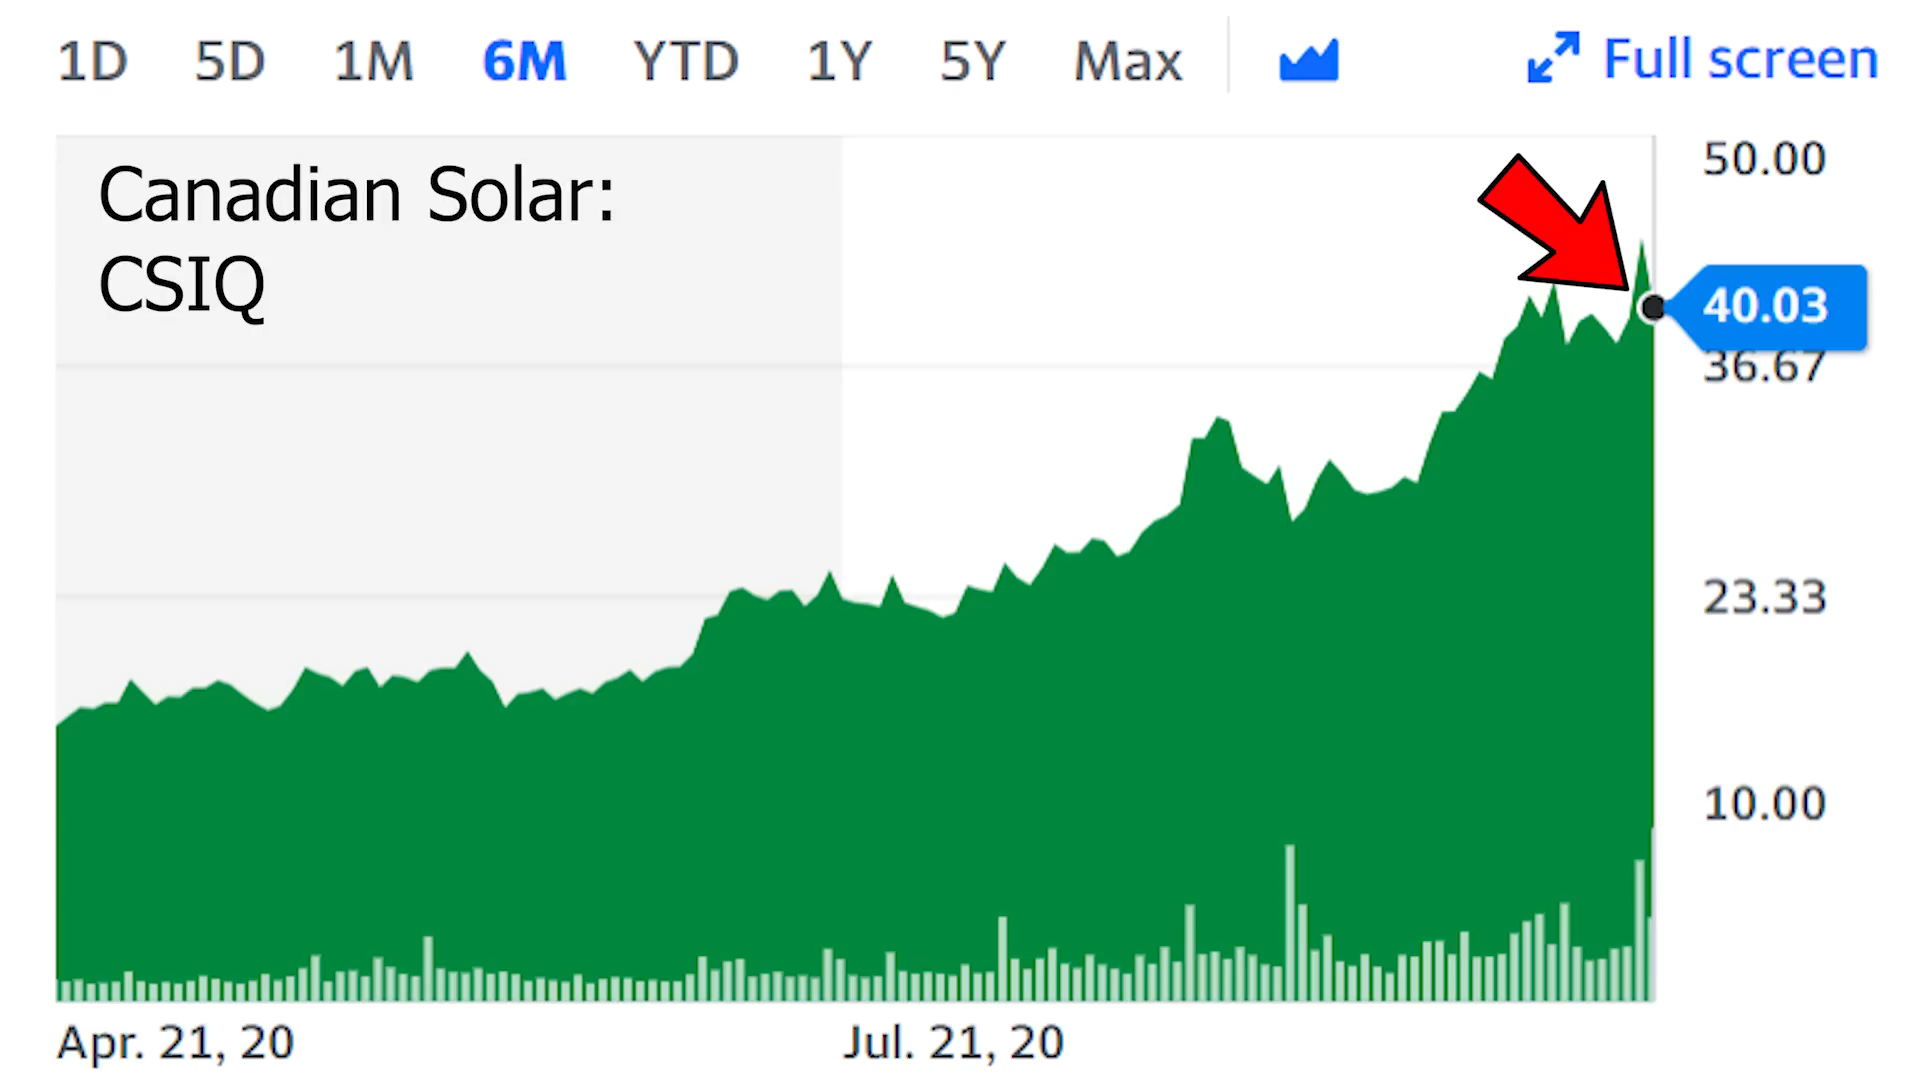 1D 5D 1M 6M YTD 1Y 5Y Max Full screen
Canadian Solar:
CSIQ
50.00
40.03
36.67
23.33
10.00
Apr. 21, 20 Jul. 21, 20